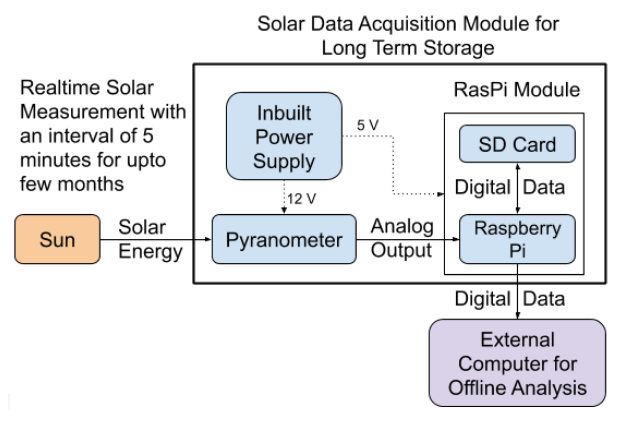 Solar Data Acquisition Module for
Long Term Storage
Realtime Solar
Measurement with
an interval of 5
minutes for upto
few months
RasPi Module
Inbuilt
Power
Supply
5 V
SD Card
12 V
Digital Data
Sun
Solar
Energy
Pyranometer
Analog
Output
Raspberry
Pi
Digital Data
External
Computer for
Offline Analysis